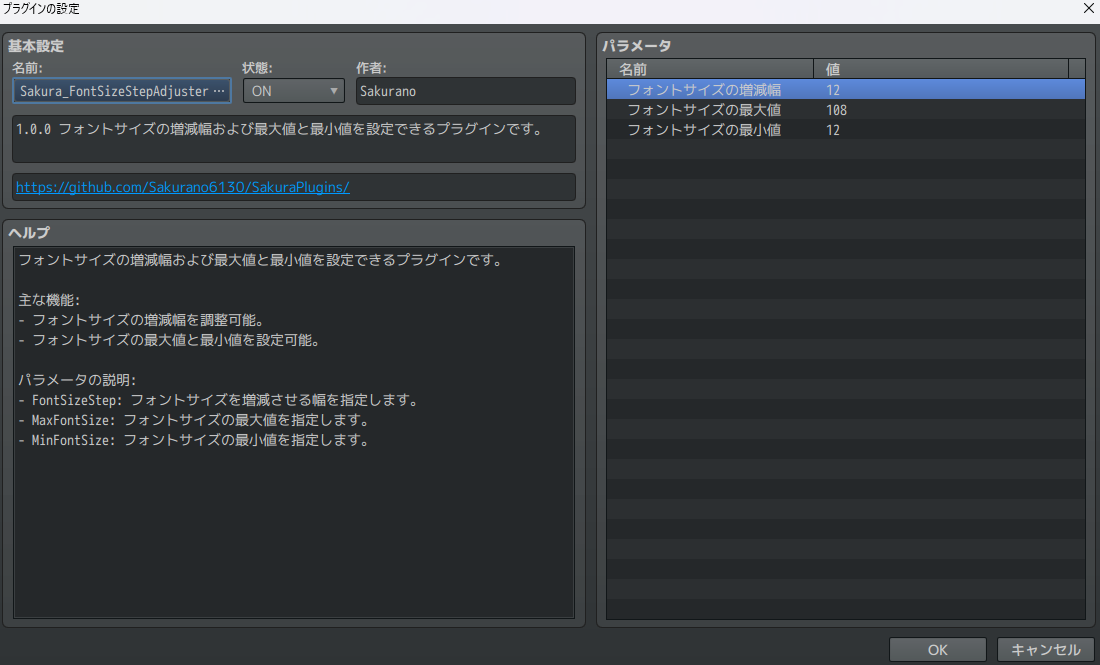 プラグインの設定
基本設定
名前:
状態:
作者:
Sakura_FontSizeStepAdjuster …
ON
Sakurano
1.0.0 フォントサイズの増減幅および最大値と最小値を設定できるプラグインです。
https://github.com/Sakurano6130/SakuraPlugins/
ヘルプ
フォントサイズの増減幅および最大値と最小値を設定できるプラグインです。
主な機能:
- フォントサイズの増減幅を調整可能。
- フォントサイズの最大値と最小値を設定可能。
パラメータの説明:
- FontSizeStep: フォントサイズを増減させる幅を指定します。
- MaxFontSize: フォントサイズの最大値を指定します。
- MinFontSize: フォントサイズの最小値を指定します。
パラメータ
名前 値
フォントサイズの増減幅 12
フォントサイズの最大値 108
フォントサイズの最小値 12
OK
キャンセル